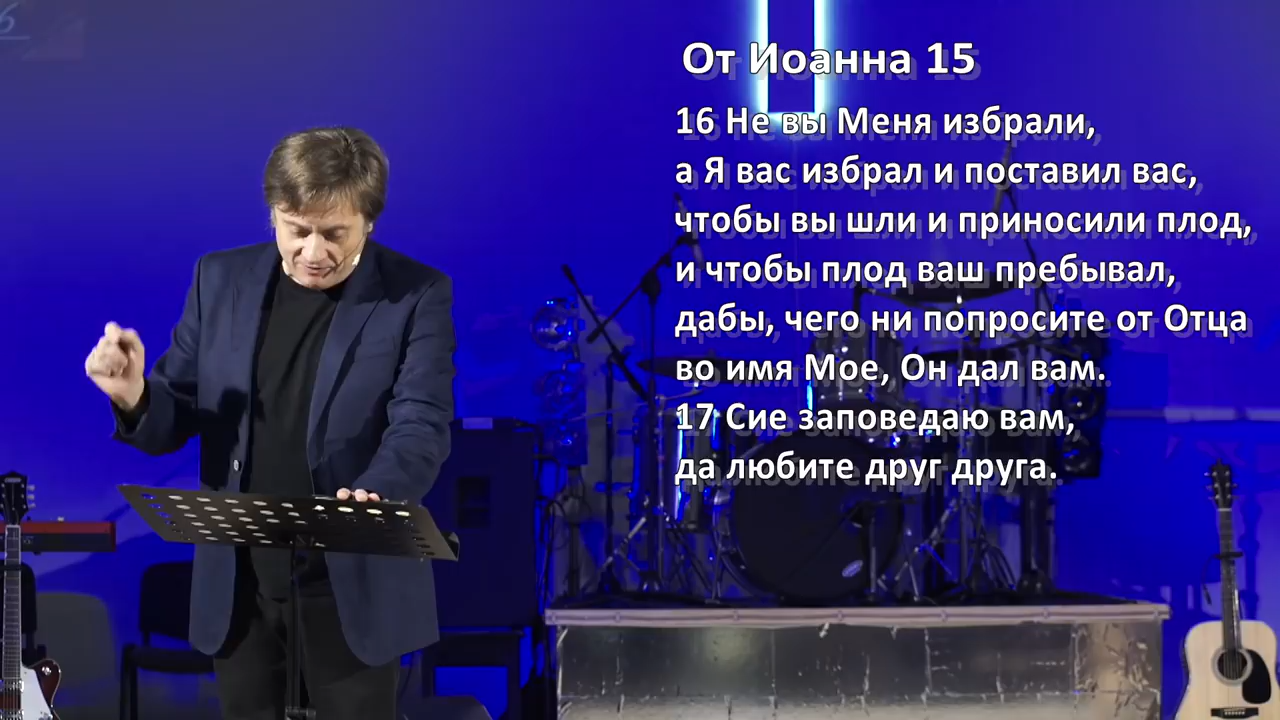 От Иоанна 15
16 Не вы Меня избрали,
а Я вас избрал и поставил вас,
чтобы вы шли и приносили плод,
и чтобы плод ваш пребывал,
дабы, чего ни попросите от Отца
во имя Мое, Он дал вам.
17 Сие заповедаю вам,
да любите друг друга.